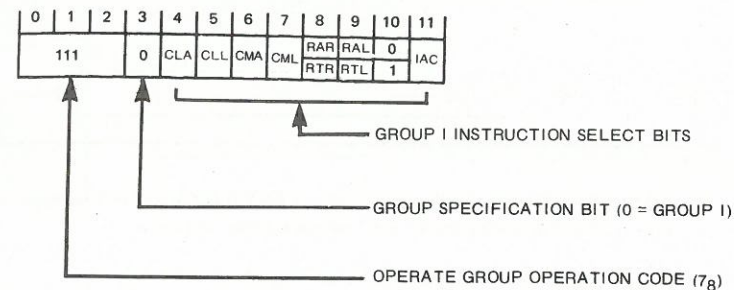 0 1 2 3 4 5 6 7 8 9 10 11
111 0 CLA CLL CMA CML RAR RAL 0 IAC
RTR RTL 1
GROUP I INSTRUCTION SELECT BITS
GROUP SPECIFICATION BIT (0 = GROUP I)
OPERATE GROUP OPERATION CODE (7₈)